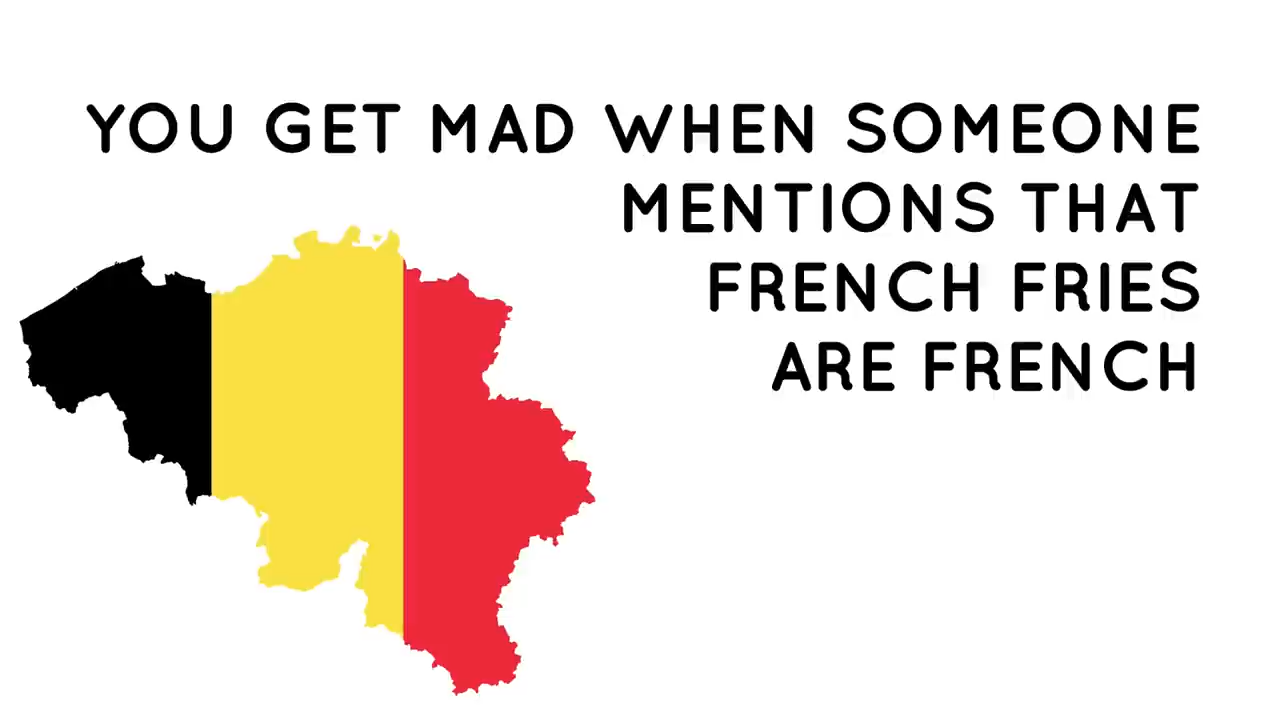 YOU GET MAD WHEN SOMEONE
MENTIONS THAT
FRENCH FRIES
ARE FRENCH